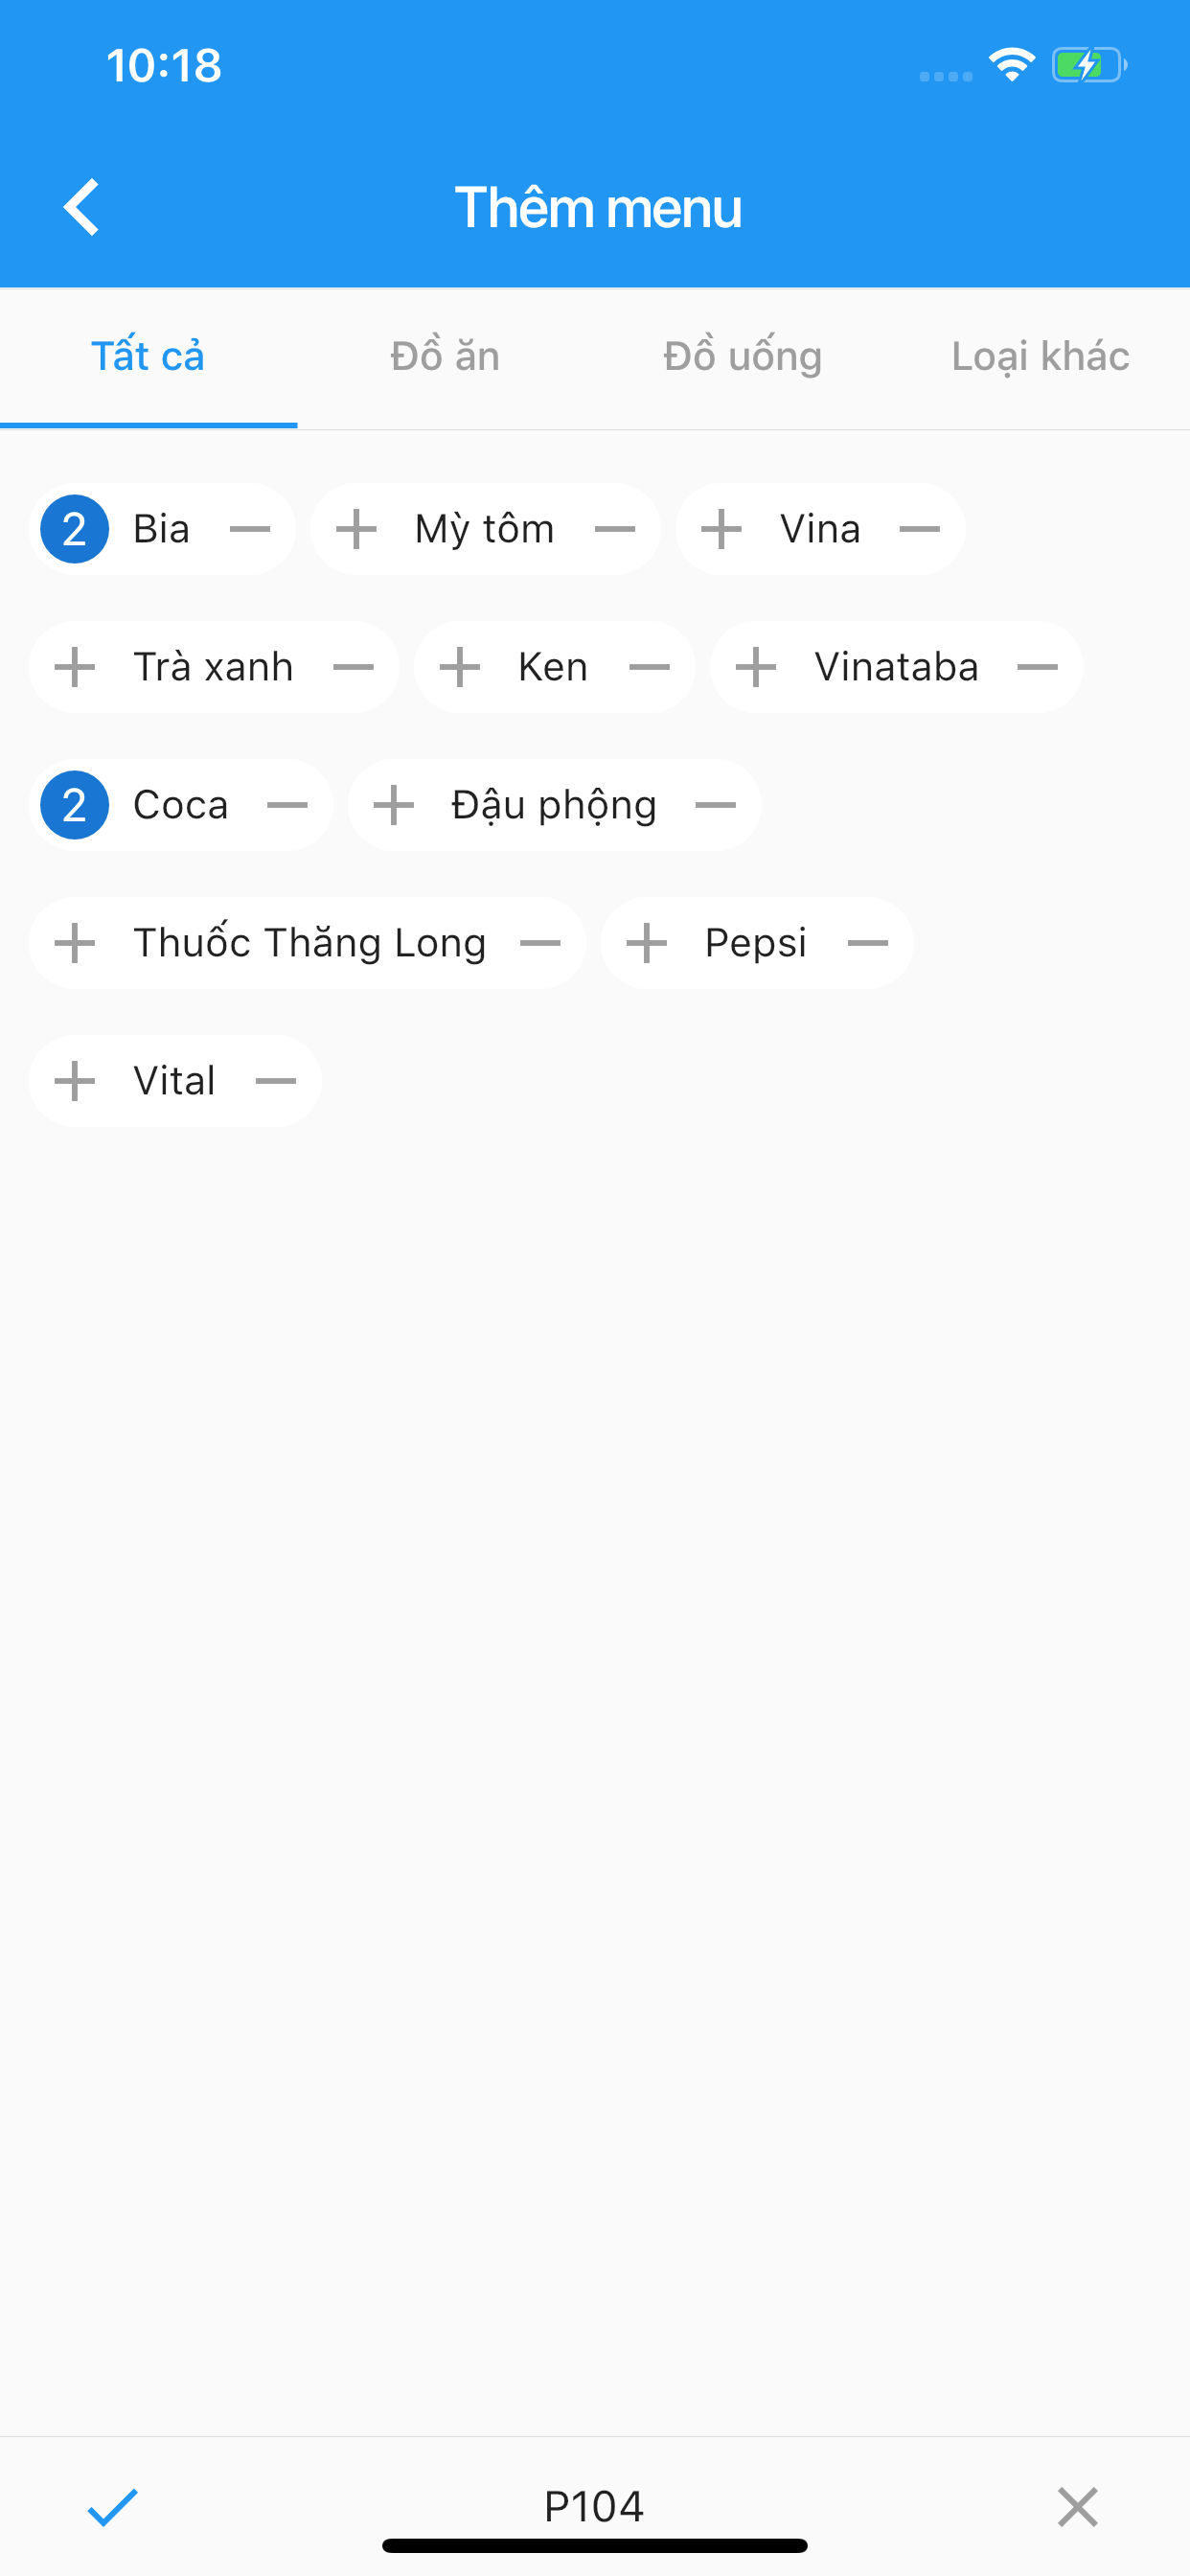 10:18
Thêm menu
Tất cả Đồ ăn Đồ uống Loại khác
2 Bia Mỳ tôm Vina
Trà xanh Ken Vinataba
2 Coca Đậu phộng
Thuốc Thăng Long Pepsi
Vital
P104